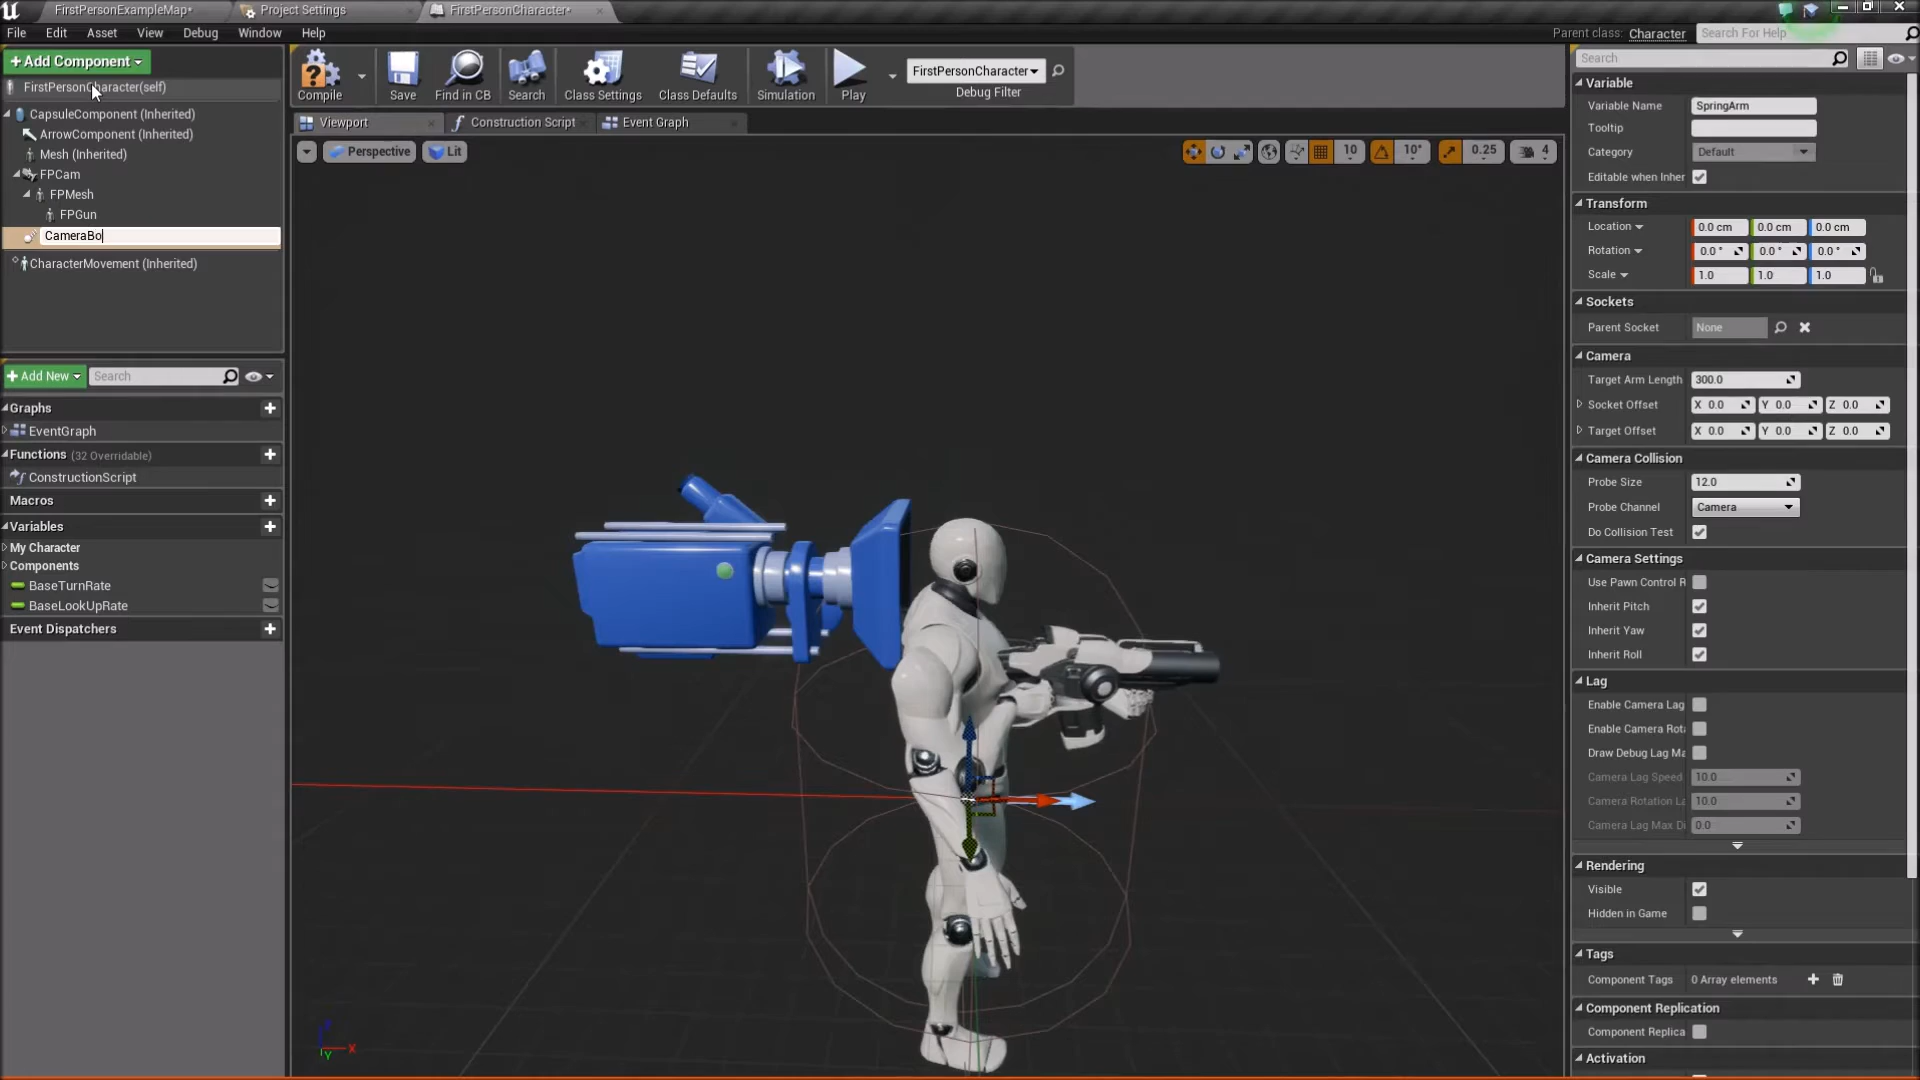 FirstPersonExampleMap*
Project Settings
FirstPersonCharacter*
File Edit Asset View Debug Window Help
Parent class: Character
Search For Help
+ Add Component
FirstPersonCharacter(self)
CapsuleComponent (Inherited)
ArrowComponent (Inherited)
Mesh (Inherited)
FPCam
FPMesh
FPGun
CameraBo
CharacterMovement (Inherited)
Compile
Save
Find in CB
Search
Class Settings
Class Defaults
Simulation
Play
FirstPersonCharacter
Debug Filter
Viewport
Construction Script
Event Graph
Perspective
Lit
10
10°
0.25
4
+ Add New
Search
Graphs
EventGraph
Functions (32 Overridable)
ConstructionScript
Macros
Variables
My Character
Components
BaseTurnRate
BaseLookUpRate
Event Dispatchers
Z
X
Y
Search
Variable
Variable Name SpringArm
Tooltip
Category Default
Editable when Inher
Transform
Location 0.0 cm 0.0 cm 0.0 cm
Rotation 0.0 ° 0.0 ° 0.0 °
Scale 1.0 1.0 1.0
Sockets
Parent Socket None
Camera
Target Arm Length 300.0
Socket Offset X 0.0 Y 0.0 Z 0.0
Target Offset X 0.0 Y 0.0 Z 0.0
Camera Collision
Probe Size 12.0
Probe Channel Camera
Do Collision Test
Camera Settings
Use Pawn Control R
Inherit Pitch
Inherit Yaw
Inherit Roll
Lag
Enable Camera Lag
Enable Camera Rota
Draw Debug Lag Ma
Camera Lag Speed 10.0
Camera Rotation La 10.0
Camera Lag Max Di 0.0
Rendering
Visible
Hidden in Game
Tags
Component Tags 0 Array elements
Component Replication
Component Replica
Activation